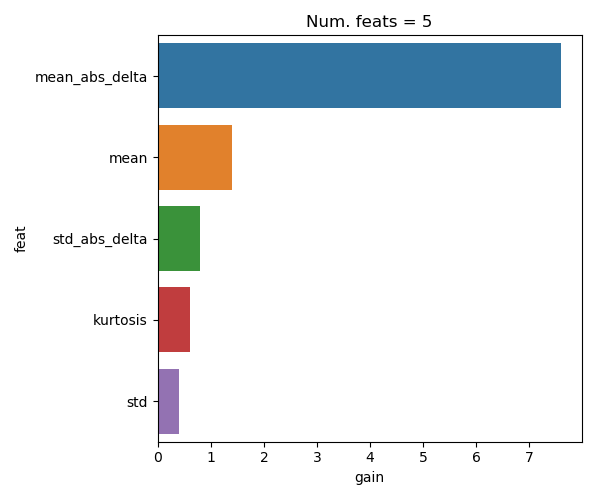 Num. feats = 5
feat
mean_abs_delta
mean
std_abs_delta
kurtosis
std
0 1 2 3 4 5 6 7
gain